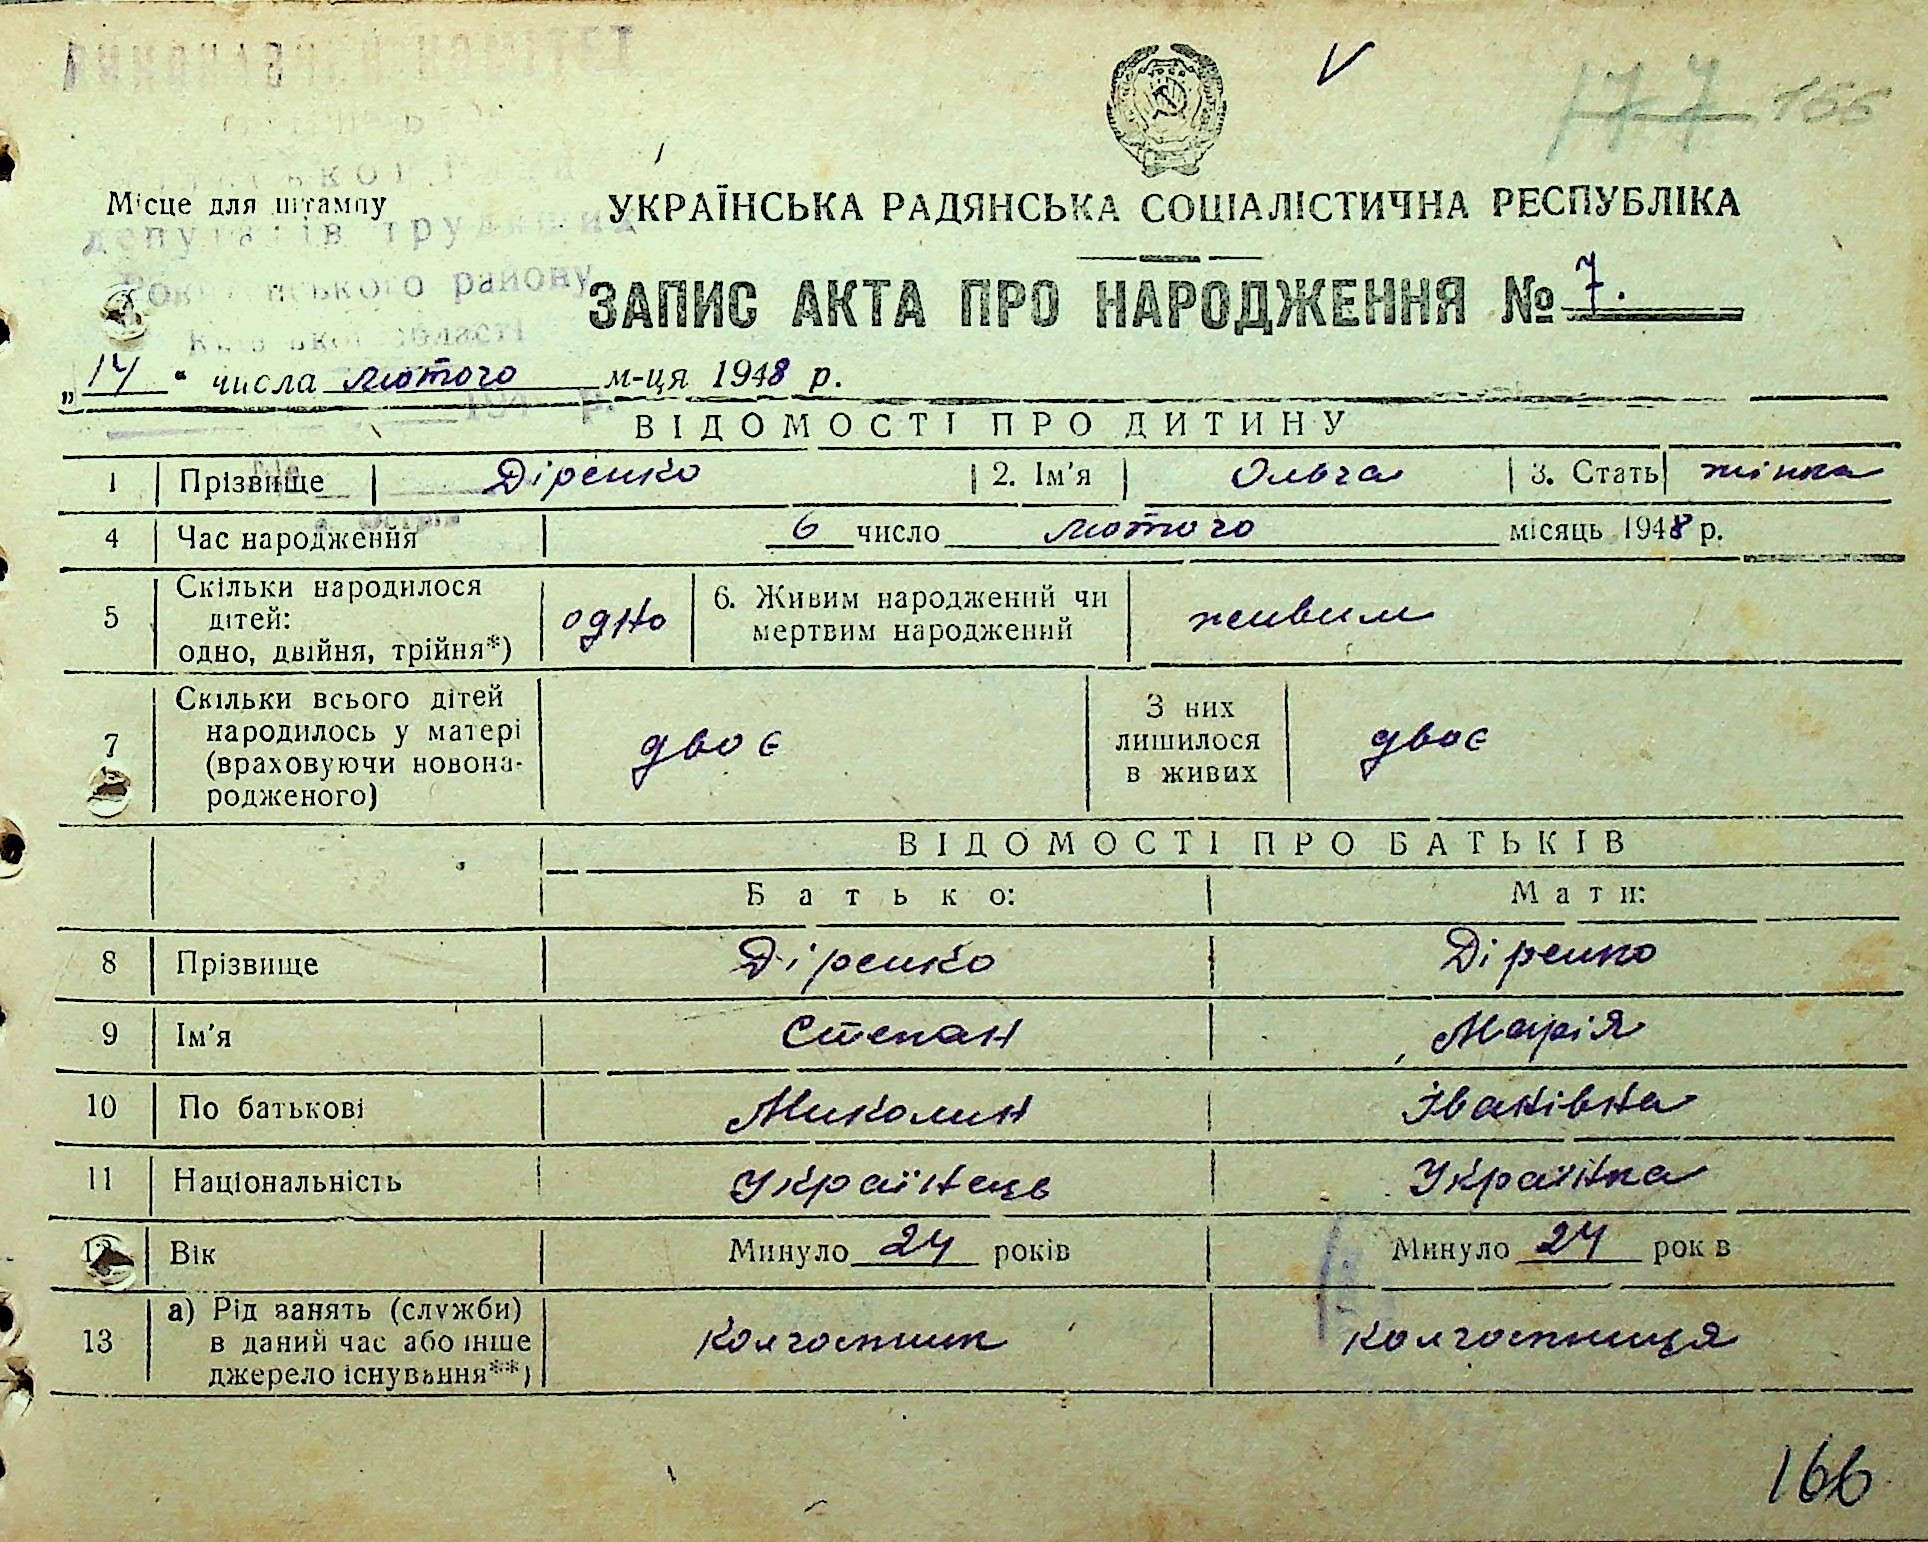 V
177 166
Місце для штампу
УКРАЇНСЬКА РАДЯНСЬКА СОЦІАЛІСТИЧНА РЕСПУБЛІКА
депутатів трудящих
району
області
ЗАПИС АКТА ПРО НАРОДЖЕННЯ № 7.
„14“ числа лютого м-ця 1948 р.
194 р.
ВІДОМОСТІ ПРО ДИТИНУ
1 Прізвище Діренко 2. Ім'я Ольга 3. Стать жінка
4 Час народження 6 число лютого місяць 1948 р.
5 Скільки народилося дітей: одно, двійня, трійня*) одно 6. Живим народжений чи мертвим народжений живим
7 Скільки всього дітей народилось у матері (враховуючи новонародженого) двоє З них лишилося в живих двоє
ВІДОМОСТІ ПРО БАТЬКІВ
Батько: Мати:
8 Прізвище Діренко Діренко
9 Ім'я Степан Марія
10 По батькові Миколин Іванівна
11 Національність Українець Українка
12 Вік Минуло 24 років Минуло 24 років
13 а) Рід занять (служби) в даний час або інше джерело існування**) колгоспник колгоспниця
166